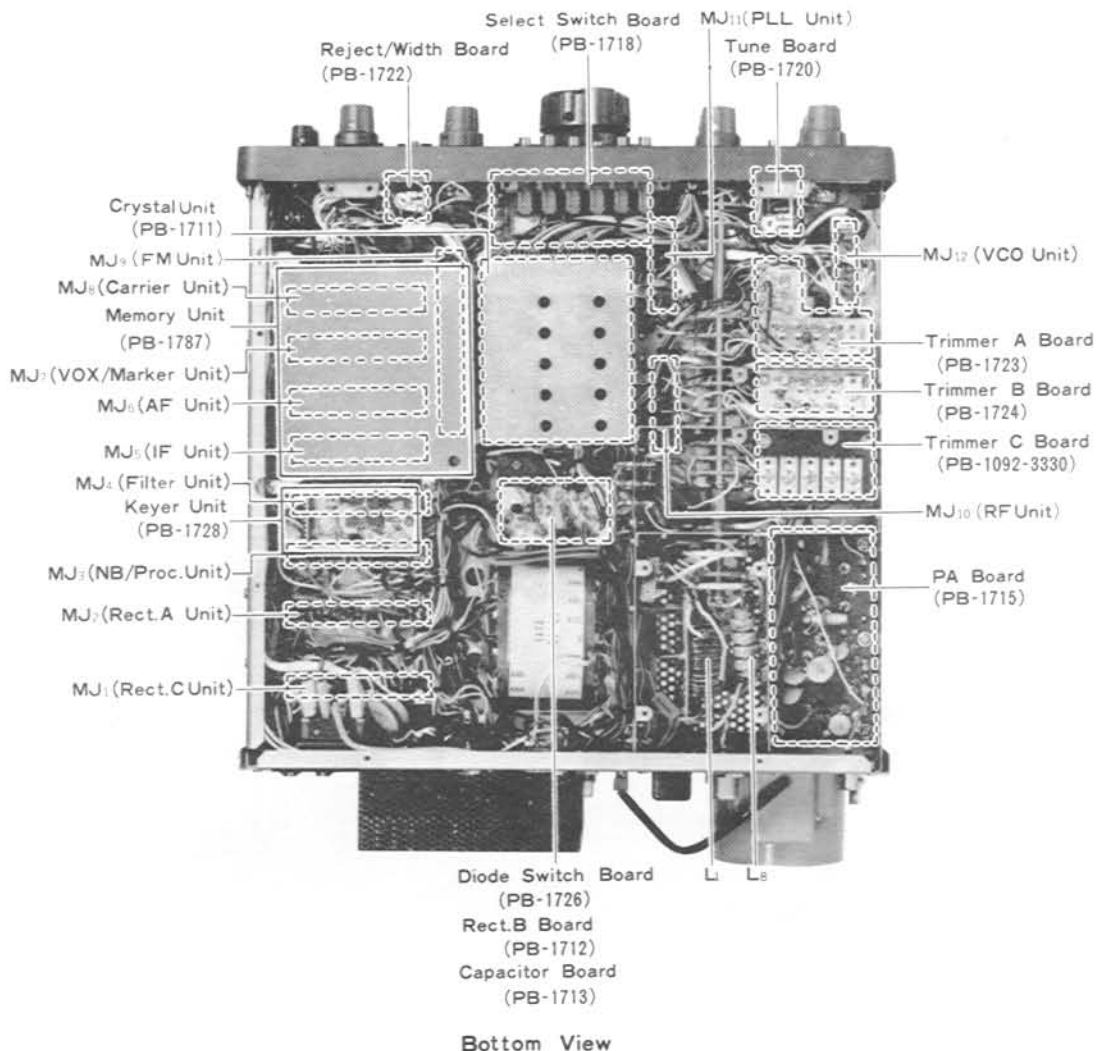 Select Switch Board
(PB-1718)
MJ11(PLL Unit)
Reject/Width Board
(PB-1722)
Tune Board
(PB-1720)
Crystal Unit
(PB-1711)
MJ9(FM Unit)
MJ8(Carrier Unit)
Memory Unit
(PB-1787)
MJ7(VOX/Marker Unit)
MJ6(AF Unit)
MJ5(IF Unit)
MJ4(Filter Unit)
Keyer Unit
(PB-1728)
MJ3(NB/Proc.Unit)
MJ2(Rect.A Unit)
MJ1(Rect.C Unit)
MJ12(VCO Unit)
Trimmer A Board
(PB-1723)
Trimmer B Board
(PB-1724)
Trimmer C Board
(PB-1092-3330)
MJ10(RF Unit)
PA Board
(PB-1715)
Diode Switch Board
(PB-1726)
Rect.B Board
(PB-1712)
Capacitor Board
(PB-1713)
L1
L8
Bottom View